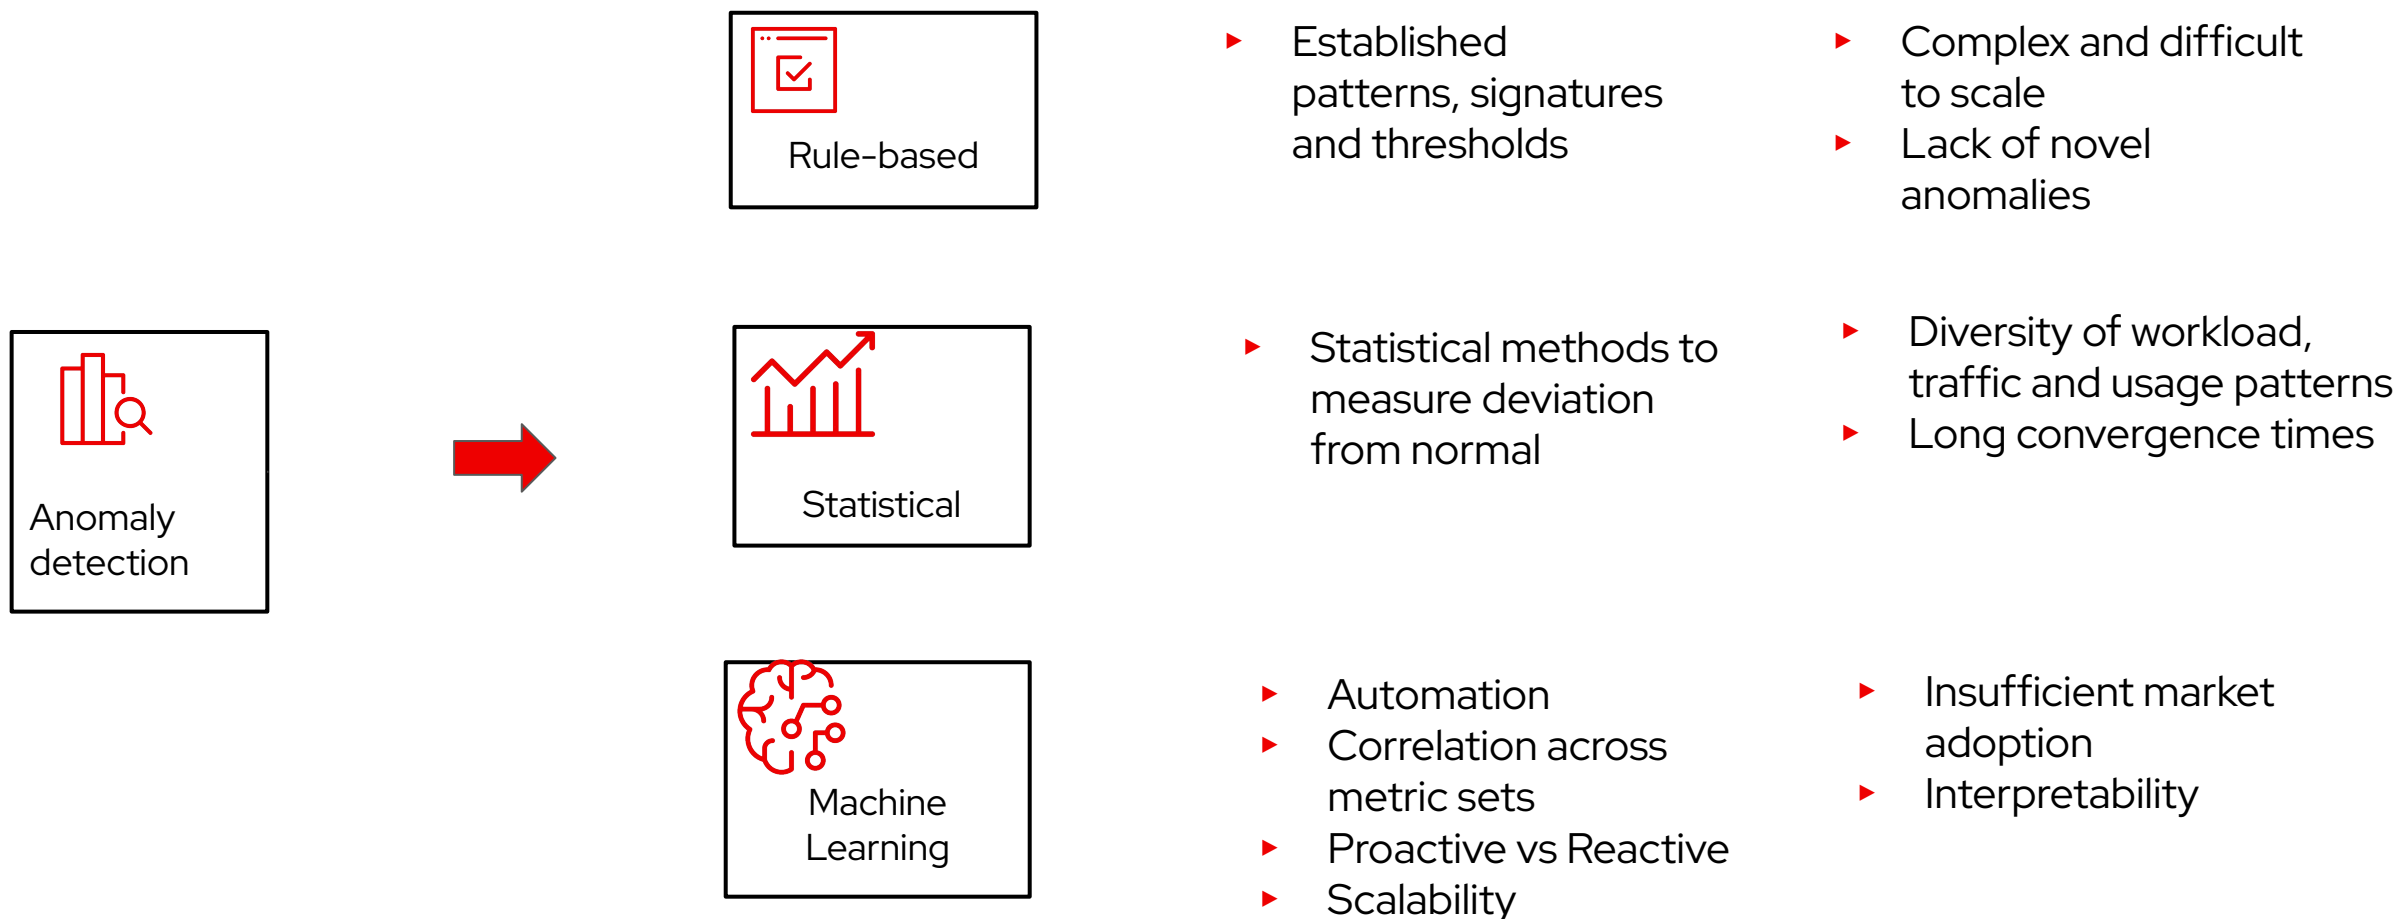 Anomaly
detection
Rule-based
Established
patterns, signatures
and thresholds
Complex and difficult
to scale
Lack of novel
anomalies
Statistical
Statistical methods to
measure deviation
from normal
Diversity of workload,
traffic and usage patterns
Long convergence times
Machine
Learning
Automation
Correlation across
metric sets
Proactive vs Reactive
Scalability
Insufficient market
adoption
Interpretability